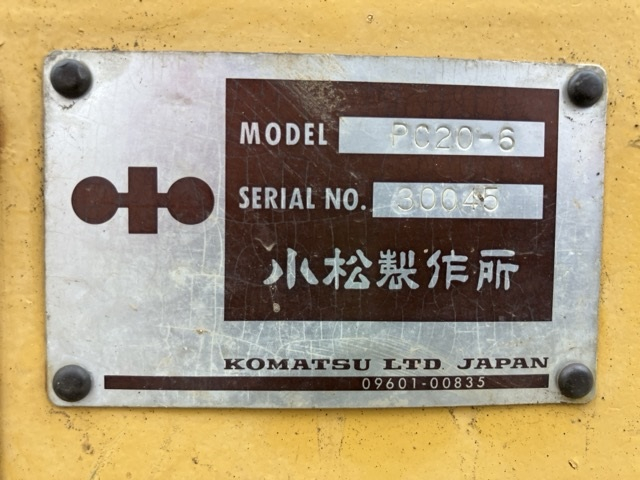 MODEL PC20-6
SERIAL NO. 30045
小松製作所
KOMATSU LTD. JAPAN
09601-00835